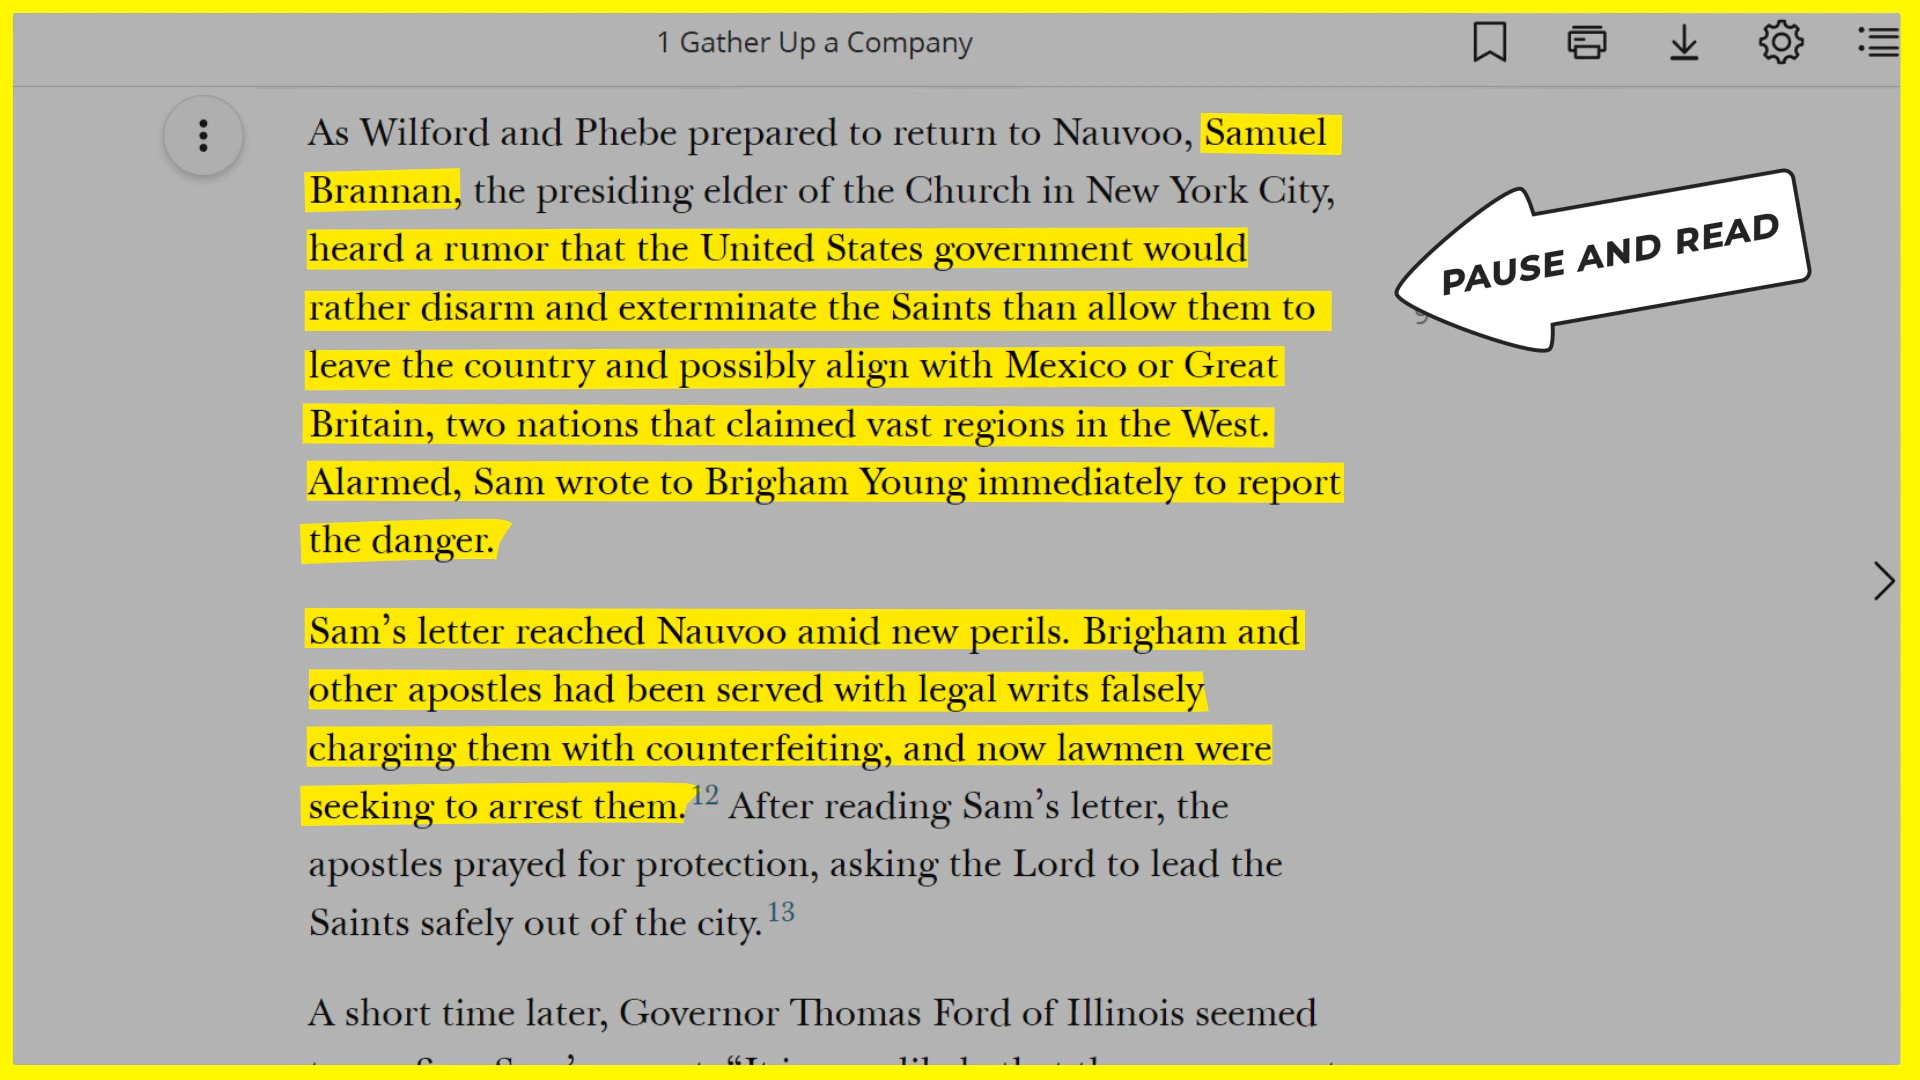 1 Gather Up a Company
As Wilford and Phebe prepared to return to Nauvoo, Samuel
Brannan, the presiding elder of the Church in New York City,
heard a rumor that the United States government would
rather disarm and exterminate the Saints than allow them to
leave the country and possibly align with Mexico or Great
Britain, two nations that claimed vast regions in the West.
Alarmed, Sam wrote to Brigham Young immediately to report
the danger.
PAUSE AND READ
Sam’s letter reached Nauvoo amid new perils. Brigham and
other apostles had been served with legal writs falsely
charging them with counterfeiting, and now lawmen were
seeking to arrest them.12 After reading Sam’s letter, the
apostles prayed for protection, asking the Lord to lead the
Saints safely out of the city.13
A short time later, Governor Thomas Ford of Illinois seemed